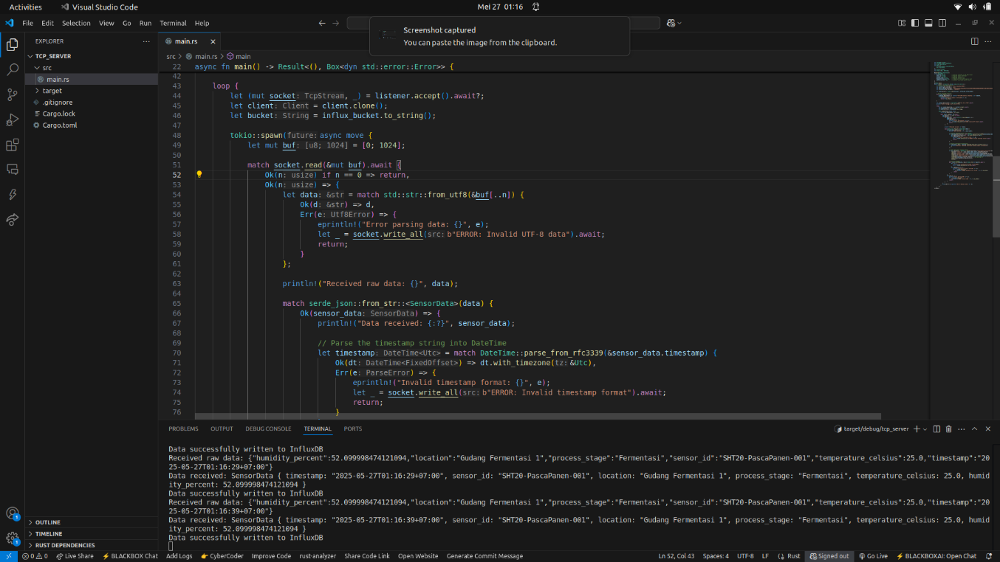 Activities
Visual Studio Code
Mei 27 01:16
File Edit Selection View Go Run Terminal Help
Screenshot captured
You can paste the image from the clipboard.
EXPLORER
main.rs
TCP_SERVER
src
main.rs
target
.gitignore
Cargo.lock
Cargo.toml
OUTLINE
TIMELINE
RUST DEPENDENCIES
src > main.rs > main
22 async fn main() -> Result<(), Box<dyn std::error::Error>> {
42
43 loop {
44 let (mut socket: TcpStream, _) = listener.accept().await?;
45 let client: Client = client.clone();
46 let bucket: String = influx_bucket.to_string();
47
48 tokio::spawn(future: async move {
49 let mut buf: [u8; 1024] = [0; 1024];
50
51 match socket.read(&mut buf).await {
52 Ok(n: usize) if n == 0 => return,
53 Ok(n: usize) => {
54 let data: &str = match std::str::from_utf8(&buf[..n]) {
55 Ok(d: &str) => d,
56 Err(e: Utf8Error) => {
57 eprintln!("Error parsing data: {}", e);
58 let _ = socket.write_all(src: b"ERROR: Invalid UTF-8 data").await;
59 return;
60 }
61 };
62
63 println!("Received raw data: {}", data);
64
65 match serde_json::from_str::<SensorData>(data) {
66 Ok(sensor_data: SensorData) => {
67 println!("Data received: {:?}", sensor_data);
68
69 // Parse the timestamp string into DateTime
70 let timestamp: DateTime<Utc> = match DateTime::parse_from_rfc3339(&sensor_data.timestamp) {
71 Ok(dt: DateTime<FixedOffset>) => dt.with_timezone(tz: &Utc),
72 Err(e: ParseError) => {
73 eprintln!("Invalid timestamp format: {}", e);
74 let _ = socket.write_all(src: b"ERROR: Invalid timestamp format").await;
75 return;
76 }
PROBLEMS OUTPUT DEBUG CONSOLE TERMINAL PORTS
target/debug/tcp_server
Data successfully written to InfluxDB
Received raw data: {"humidity_percent":52.099998474121094,"location":"Gudang Fermentasi 1","process_stage":"Fermentasi","sensor_id":"SHT20-PascaPanen-001","temperature_celsius":25.0,"timestamp":"20
25-05-27T01:16:29+07:00"}
Data received: SensorData { timestamp: "2025-05-27T01:16:29+07:00", sensor_id: "SHT20-PascaPanen-001", location: "Gudang Fermentasi 1", process_stage: "Fermentasi", temperature_celsius: 25.0, humid
ity_percent: 52.099998474121094 }
Data successfully written to InfluxDB
Received raw data: {"humidity_percent":52.099998474121094,"location":"Gudang Fermentasi 1","process_stage":"Fermentasi","sensor_id":"SHT20-PascaPanen-001","temperature_celsius":25.0,"timestamp":"20
25-05-27T01:16:39+07:00"}
Data received: SensorData { timestamp: "2025-05-27T01:16:39+07:00", sensor_id: "SHT20-PascaPanen-001", location: "Gudang Fermentasi 1", process_stage: "Fermentasi", temperature_celsius: 25.0, humid
ity_percent: 52.099998474121094 }
Data successfully written to InfluxDB
0 0 Live Share BLACKBOX Chat Add Logs CyberCoder Improve Code rust-analyzer Share Code Link Open Website Generate Commit Message
Ln 52, Col 43 Spaces: 4 UTF-8 LF Rust Signed out Go Live BLACKBOXAI: Open Chat